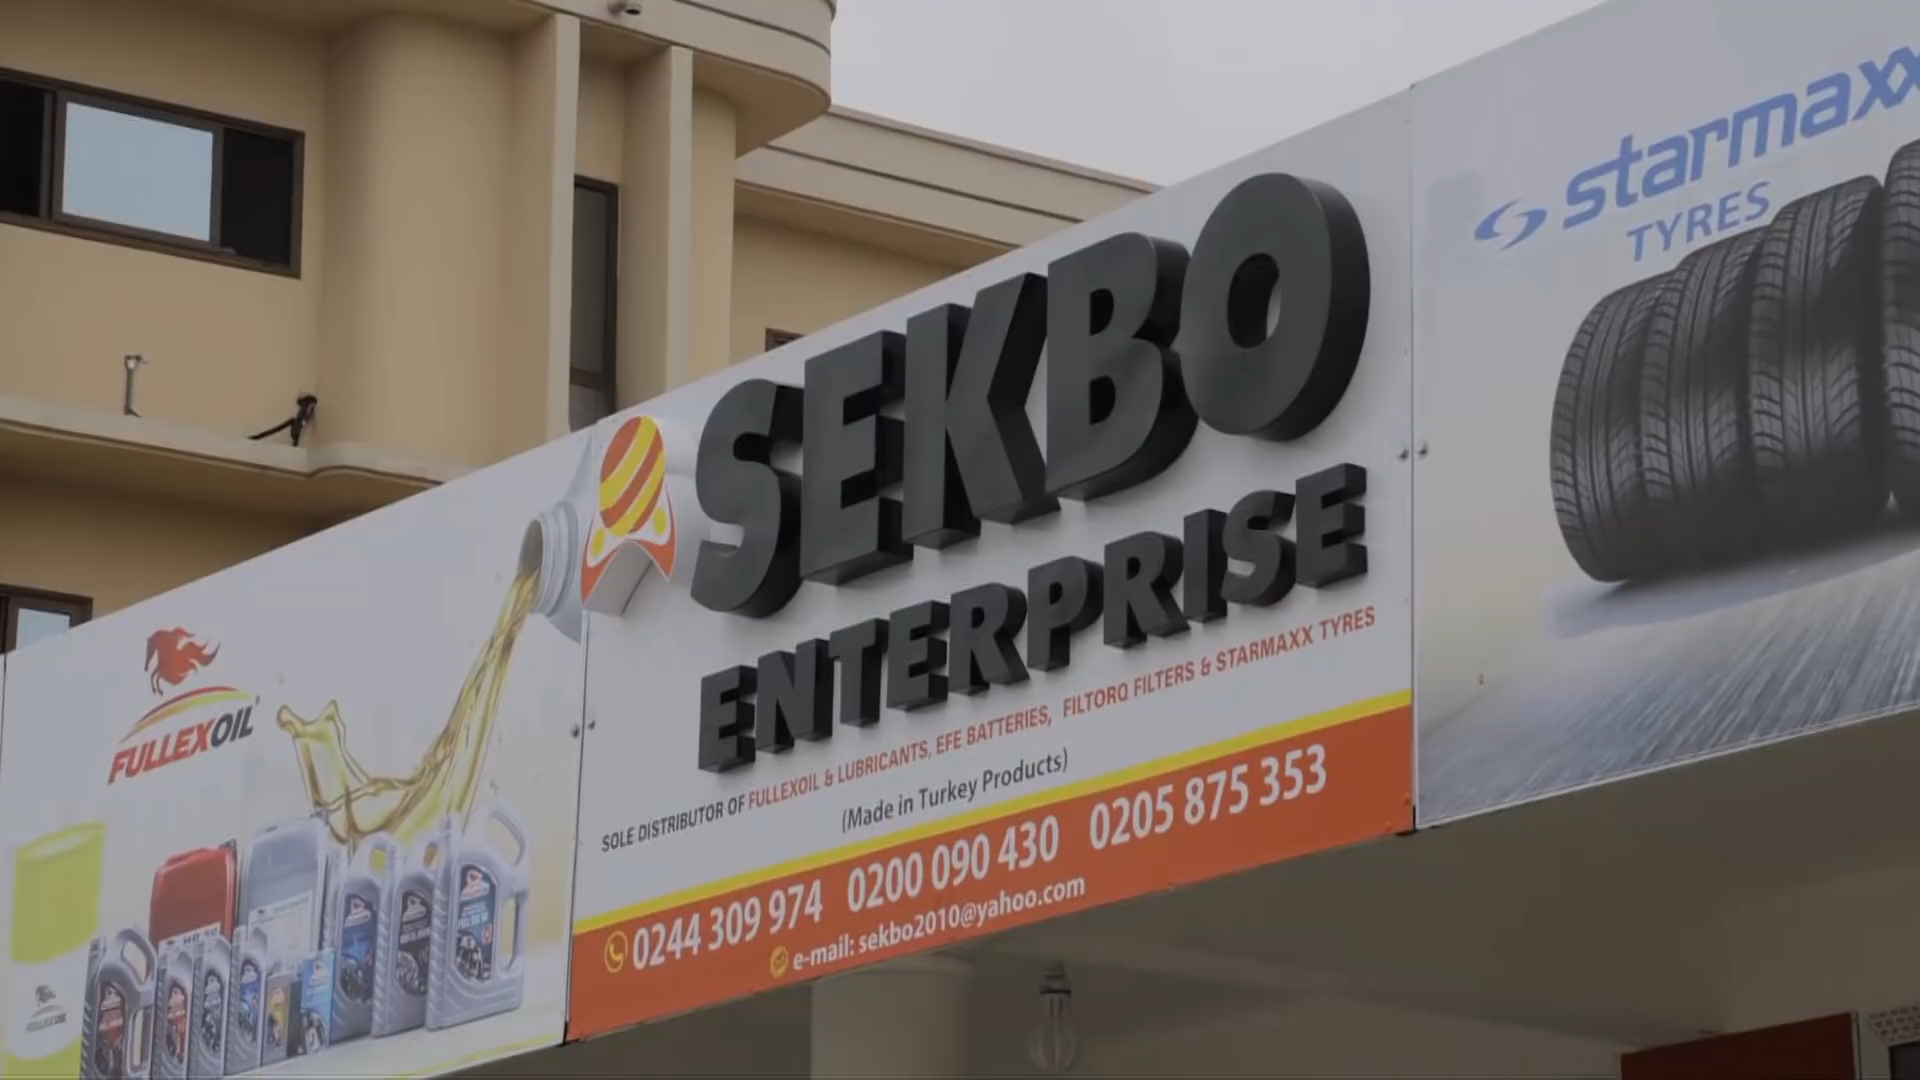 SEKBO
ENTERPRISE
SOLE DISTRIBUTOR OF FULLEXOIL & LUBRICANTS, EFE BATTERIES, FILTORQ FILTERS & STARMAXX TYRES
(Made in Turkey Products)
0244 309 974 0200 090 430 0205 875 353
e-mail: sekbo2010@yahoo.com
FULLEXOIL
starmaxx
TYRES
FULLEXOIL